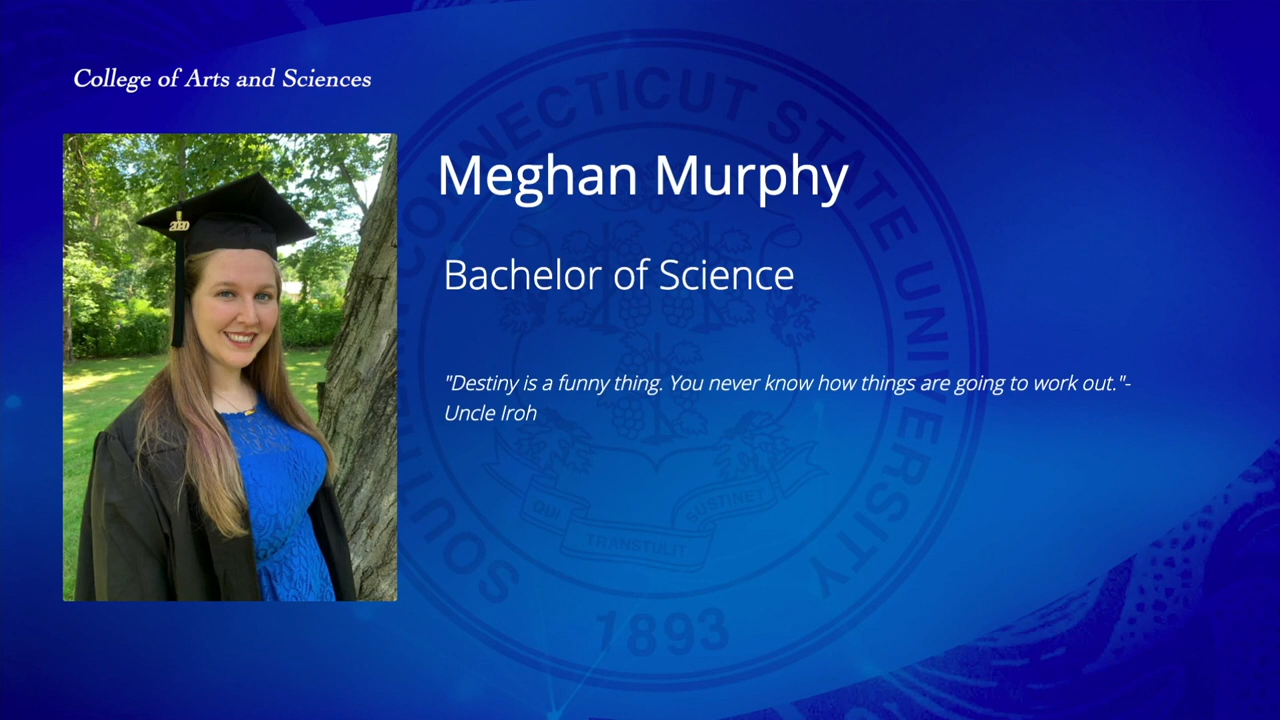 College of Arts and Sciences
2020
Meghan Murphy
Bachelor of Science
"Destiny is a funny thing. You never know how things are going to work out."-
Uncle Iroh
SOUTHERN CONNECTICUT STATE UNIVERSITY
QUI
TRANSTULIT
SUSTINET
1893